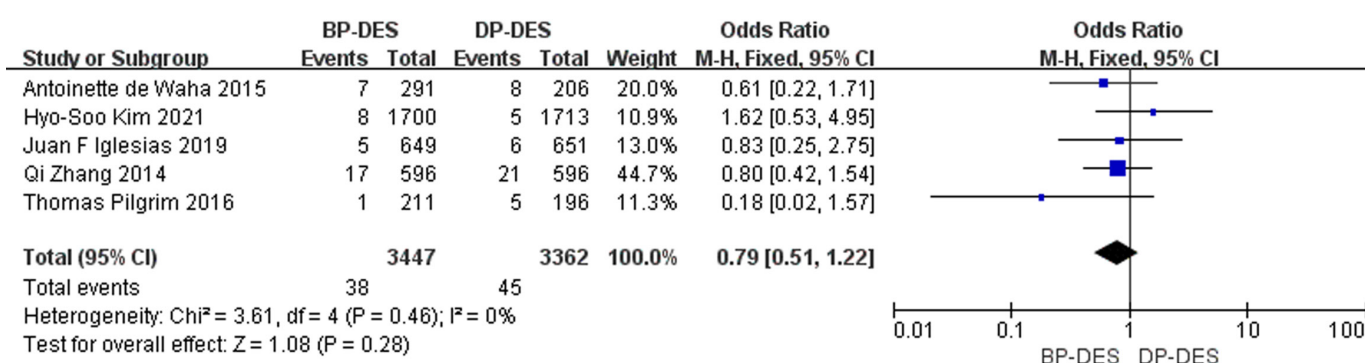 BP-DES DP-DES Odds Ratio Odds Ratio
Study or Subgroup Events Total Events Total Weight M-H, Fixed, 95% CI M-H, Fixed, 95% CI
Antoinette de Waha 2015 7 291 8 206 20.0% 0.61 [0.22, 1.71]
Hyo-Soo Kim 2021 8 1700 5 1713 10.9% 1.62 [0.53, 4.95]
Juan F Iglesias 2019 5 649 6 651 13.0% 0.83 [0.25, 2.75]
Qi Zhang 2014 17 596 21 596 44.7% 0.80 [0.42, 1.54]
Thomas Pilgrim 2016 1 211 5 196 11.3% 0.18 [0.02, 1.57]
Total (95% CI) 3447 3362 100.0% 0.79 [0.51, 1.22]
Total events 38 45
Heterogeneity: Chi² = 3.61, df = 4 (P = 0.46); I² = 0%
Test for overall effect: Z = 1.08 (P = 0.28)
0.01 0.1 1 10 100
BP-DES DP-DES